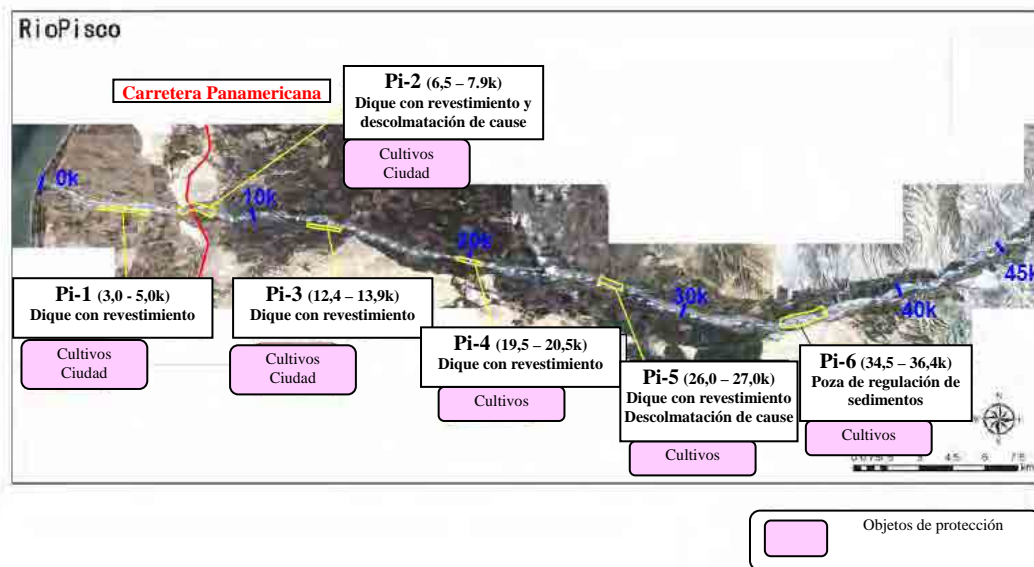 RioPisco
Carretera Panamericana
Pi-2 (6,5 – 7.9k)
Dique con revestimiento y
descolmatación de cause
Cultivos
Ciudad
0k
10k
20k
30k
40k
45k
Pi-1 (3,0 - 5,0k)
Dique con revestimiento
Cultivos
Ciudad
Pi-3 (12,4 – 13,9k)
Dique con revestimiento
Cultivos
Ciudad
Pi-4 (19,5 – 20,5k)
Dique con revestimiento
Cultivos
Pi-5 (26,0 – 27,0k)
Dique con revestimiento
Descolmatación de cause
Cultivos
Pi-6 (34,5 – 36,4k)
Poza de regulación de
sedimentos
Cultivos
N
Objetos de protección